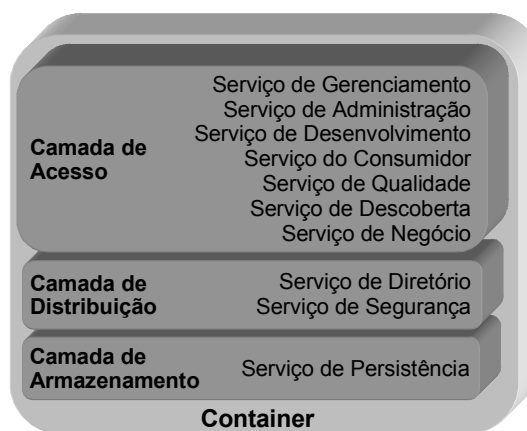 Camada de
Acesso
Serviço de Gerenciamento
Serviço de Administração
Serviço de Desenvolvimento
Serviço do Consumidor
Serviço de Qualidade
Serviço de Descoberta
Serviço de Negócio
Camada de
Distribuição
Serviço de Diretório
Serviço de Segurança
Camada de
Armazenamento
Serviço de Persistência
Container